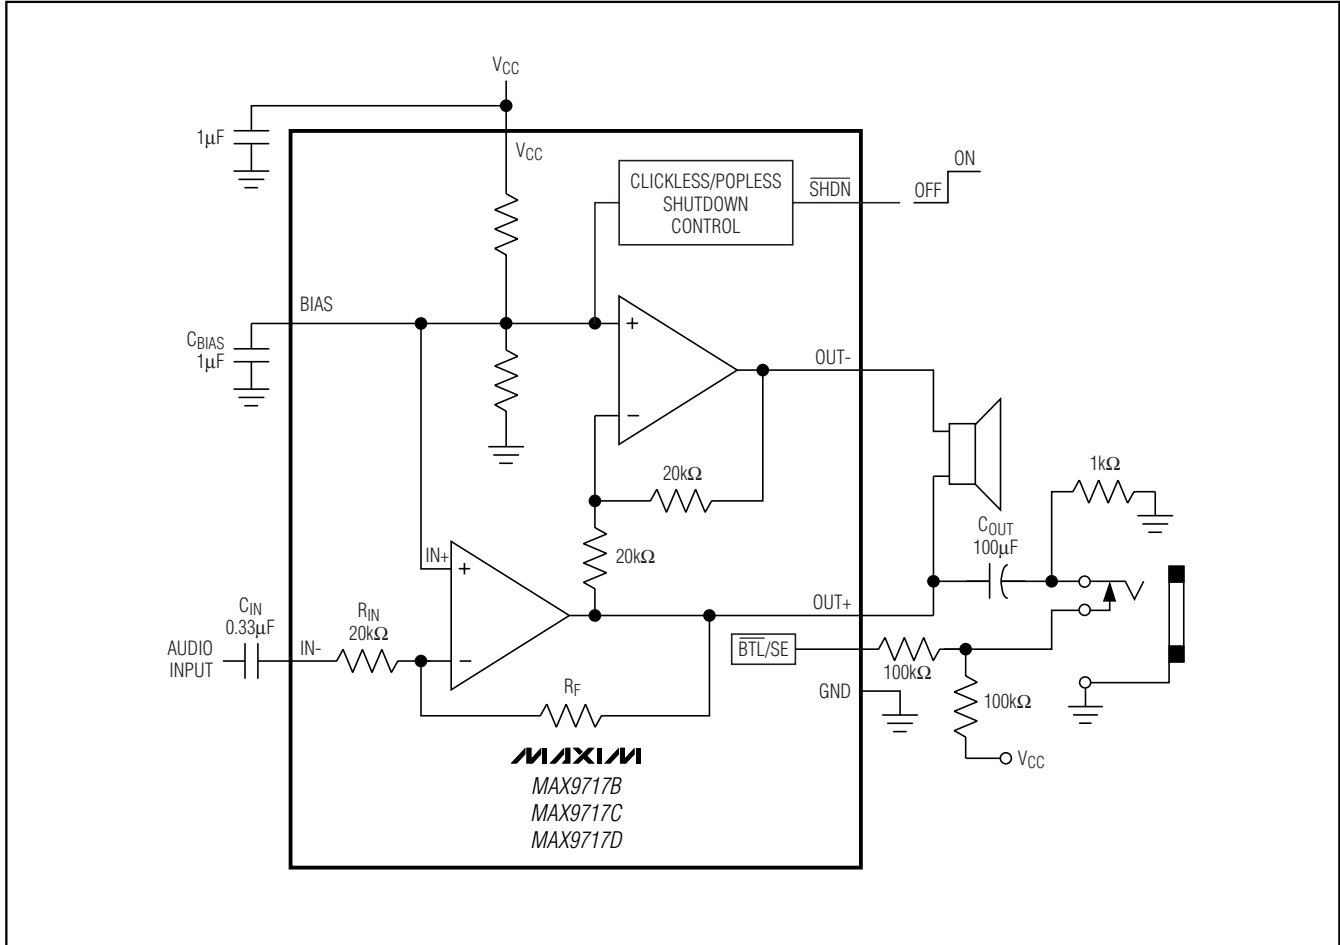 VCC
1µF
VCC
CLICKLESS/POPLESS
SHUTDOWN
CONTROL
SHDN
OFF
ON
BIAS
CBIAS
1µF
+
−
OUT-
20kΩ
20kΩ
1kΩ
COUT
100µF
IN+
+
−
OUT+
CIN
0.33µF
AUDIO
INPUT
IN-
RIN
20kΩ
RF
BTL/SE
100kΩ
100kΩ
GND
VCC
MAXIM
MAX9717B
MAX9717C
MAX9717D